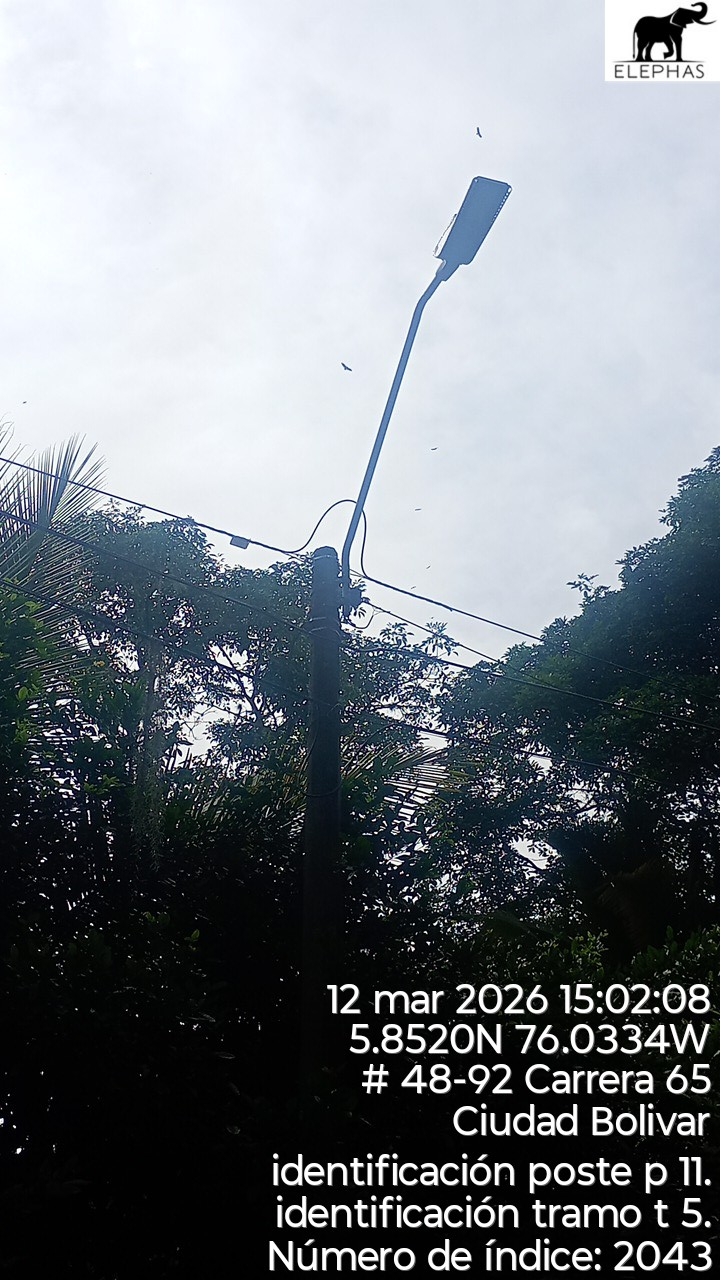 ELEPHAS
12 mar 2026 15:02:08
5.8520N 76.0334W
# 48-92 Carrera 65
Ciudad Bolivar
identificación poste p 11.
identificación tramo t 5.
Número de índice: 2043